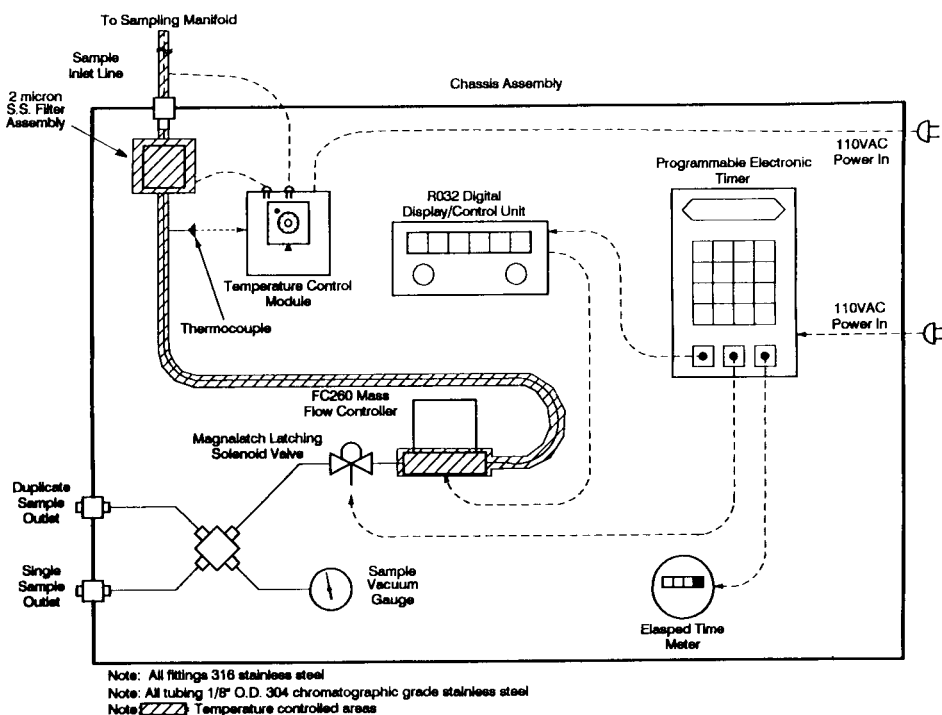 To Sampling Manifold
Sample
Inlet Line
2 micron
S.S. Filter
Assembly
Chassis Assembly
110VAC
Power In
Programmable Electronic
Timer
R032 Digital
Display/Control Unit
Temperature Control
Module
Thermocouple
110VAC
Power In
FC260 Mass
Flow Controller
Magnalatch Latching
Solenoid Valve
Duplicate
Sample
Outlet
Single
Sample
Outlet
Sample
Vacuum
Gauge
Elasped Time
Meter
Note: All fittings 316 stainless steel
Note: All tubing 1/8" O.D. 304 chromatographic grade stainless steel
Note: Temperature controlled areas